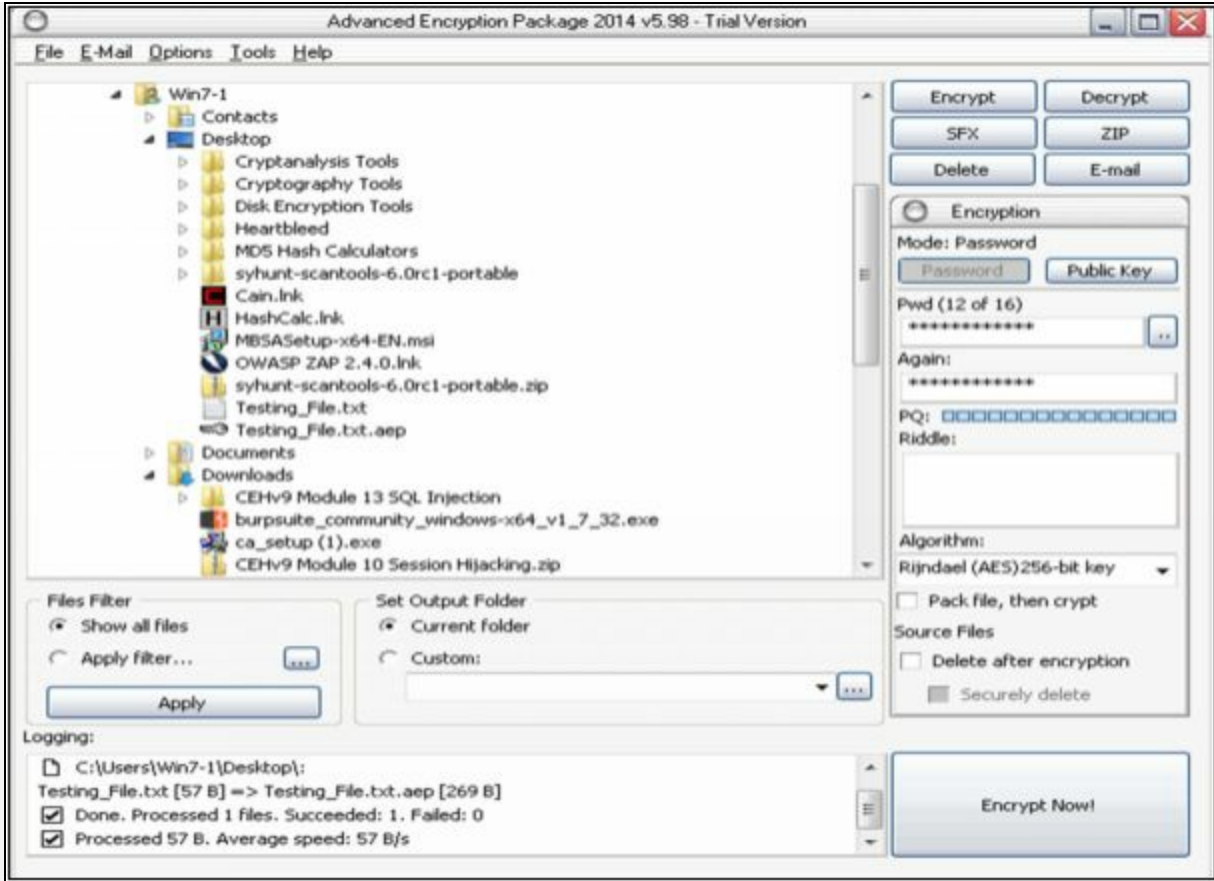 Advanced Encryption Package 2014 v5.98 - Trial Version
File E-Mail Options Tools Help
Win7-1
Contacts
Desktop
Cryptanalysis Tools
Cryptography Tools
Disk Encryption Tools
Heartbleed
MD5 Hash Calculators
syhunt-scantools-6.0rc1-portable
Cain.lnk
HashCalc.lnk
MBSASetup-x64-EN.msi
OWASP ZAP 2.4.0.lnk
syhunt-scantools-6.0rc1-portable.zip
Testing_File.txt
Testing_File.txt.aep
Documents
Downloads
CEHv9 Module 13 SQL Injection
burpsuite_community_windows-x64_v1_7_32.exe
ca_setup (1).exe
CEHv9 Module 10 Session Hijacking.zip
Files Filter
Show all files
Apply filter...
...
Apply
Set Output Folder
Current folder
Custom:
...
Logging:
C:\Users\Win7-1\Desktop\:
Testing_File.txt [57 B] => Testing_File.txt.aep [269 B]
Done. Processed 1 files. Succeeded: 1. Failed: 0
Processed 57 B. Average speed: 57 B/s
Encrypt Decrypt
SFX ZIP
Delete E-mail
Encryption
Mode: Password
Password Public Key
Pwd (12 of 16)
************
..
Again:
************
PQ:
Riddle:
Algorithm:
Rijndael (AES)256-bit key
Pack file, then crypt
Source Files
Delete after encryption
Securely delete
Encrypt Now!